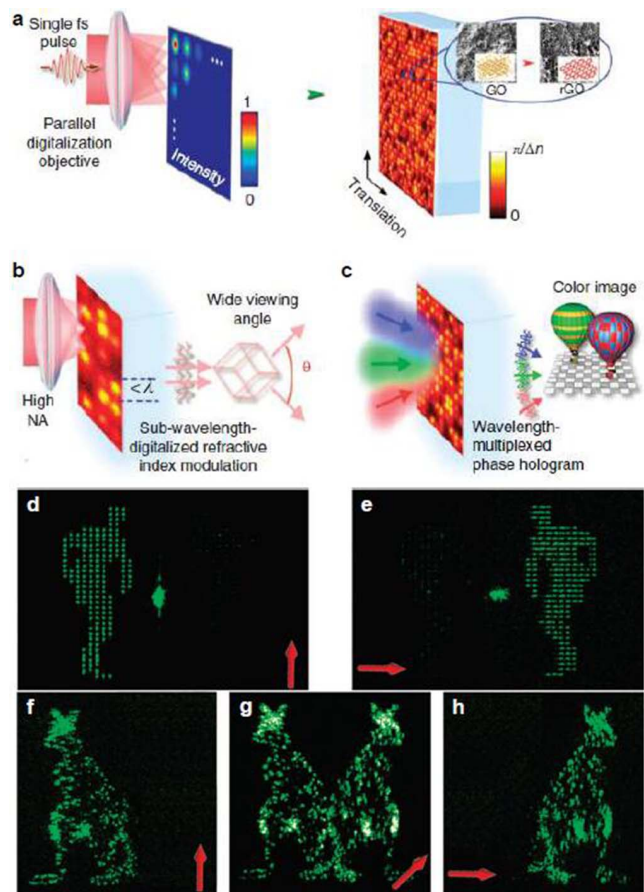 a
Single fs
pulse
Parallel
digitalization
objective
Intensity
1
0
GO
rGO
π/Δn
0
Translation
b
High
NA
<λ
Sub-wavelength-
digitalized refractive
index modulation
Wide viewing
angle
θ
c
Color image
Wavelength-
multiplexed
phase hologram
d
e
f
g
h